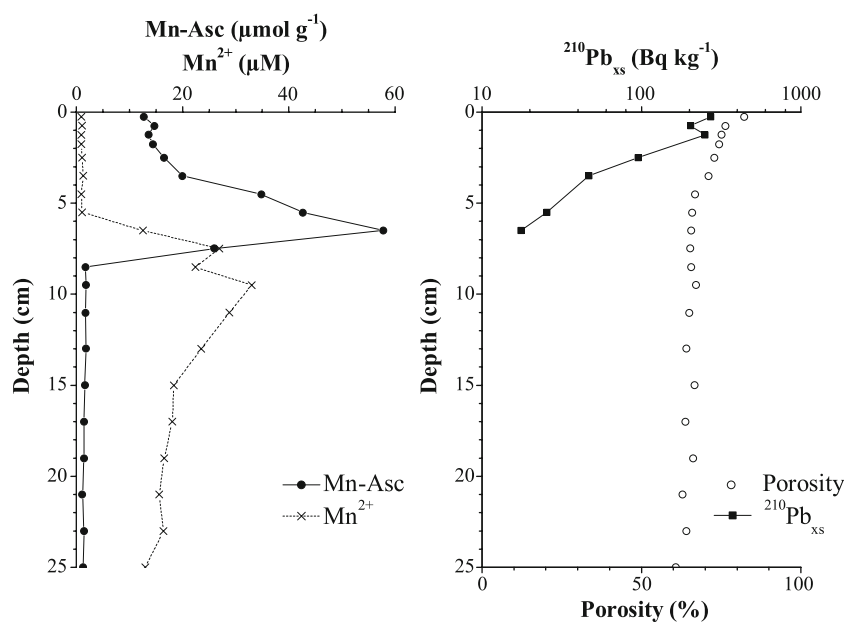 Mn-Asc (µmol g⁻¹)
Mn²⁺ (µM)
0 20 40 60
0
5
10
15
20
25
Depth (cm)
Mn-Asc
Mn²⁺
²¹⁰Pbₓₛ (Bq kg⁻¹)
10 100 1000
0
5
10
15
20
25
Depth (cm)
Porosity
²¹⁰Pbₓₛ
0 50 100
Porosity (%)